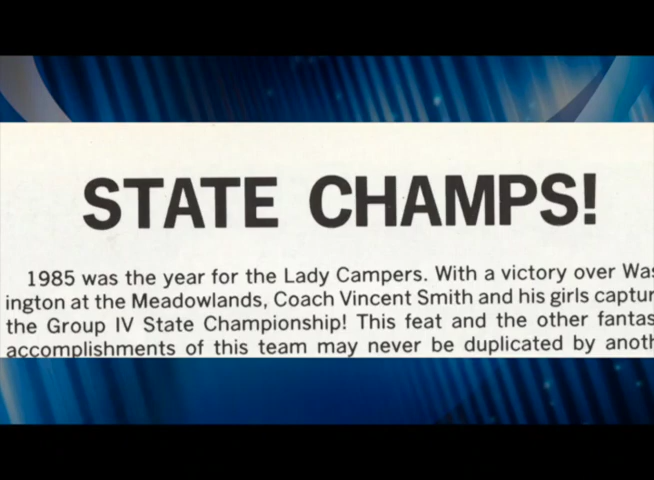 STATE CHAMPS!
1985 was the year for the Lady Campers. With a victory over Was
ington at the Meadowlands, Coach Vincent Smith and his girls captur
the Group IV State Championship! This feat and the other fantas
accomplishments of this team may never be duplicated by anoth